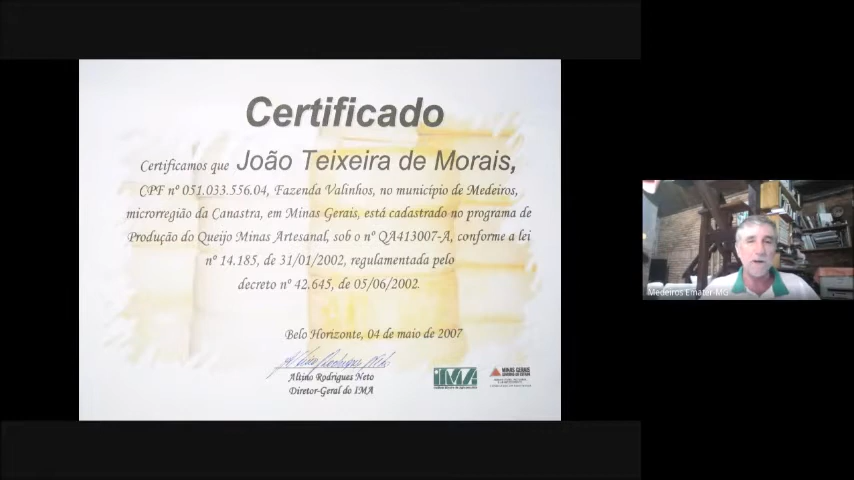 Certificado
Certificamos que João Teixeira de Morais,
CPF nº 051.033.556.04, Fazenda Valinhos, no município de Medeiros,
microrregião da Canastra, em Minas Gerais, está cadastrado no programa de
Produção do Queijo Minas Artesanal, sob o nº QA413007-A, conforme a lei
nº 14.185, de 31/01/2002, regulamentada pelo
decreto nº 42.645, de 05/06/2002.
Belo Horizonte, 04 de maio de 2007
Altino Rodrigues Neto
Diretor-Geral do IMA
IMA
MINAS GERAIS
Medeiros Emater-MG